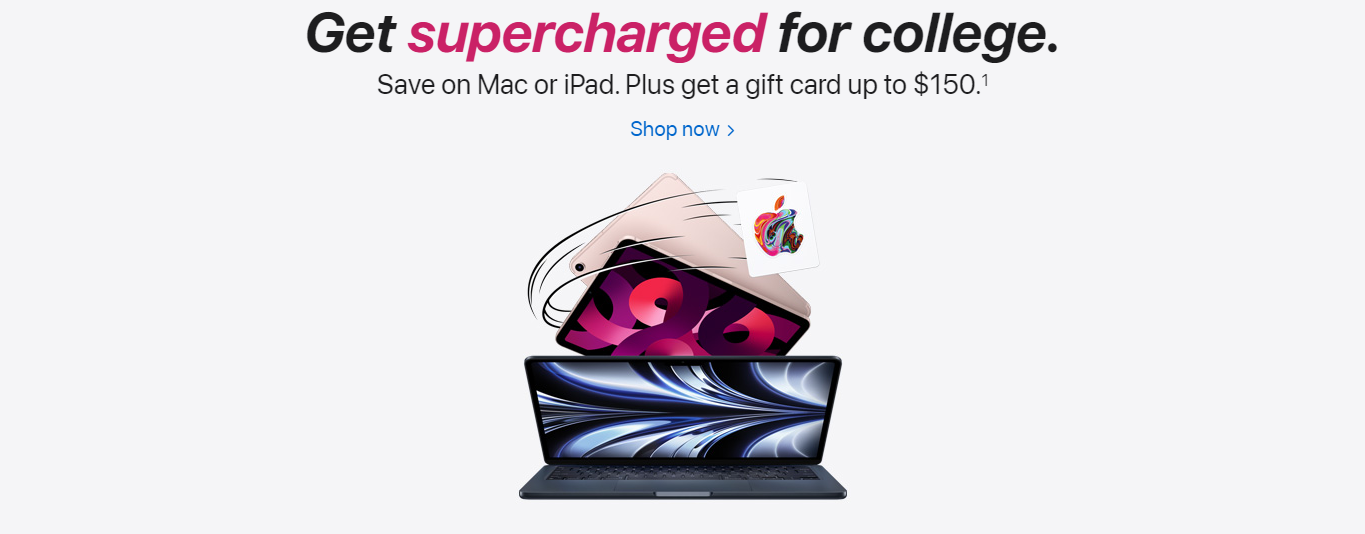 Get supercharged for college.
Save on Mac or iPad. Plus get a gift card up to $150.¹
Shop now >